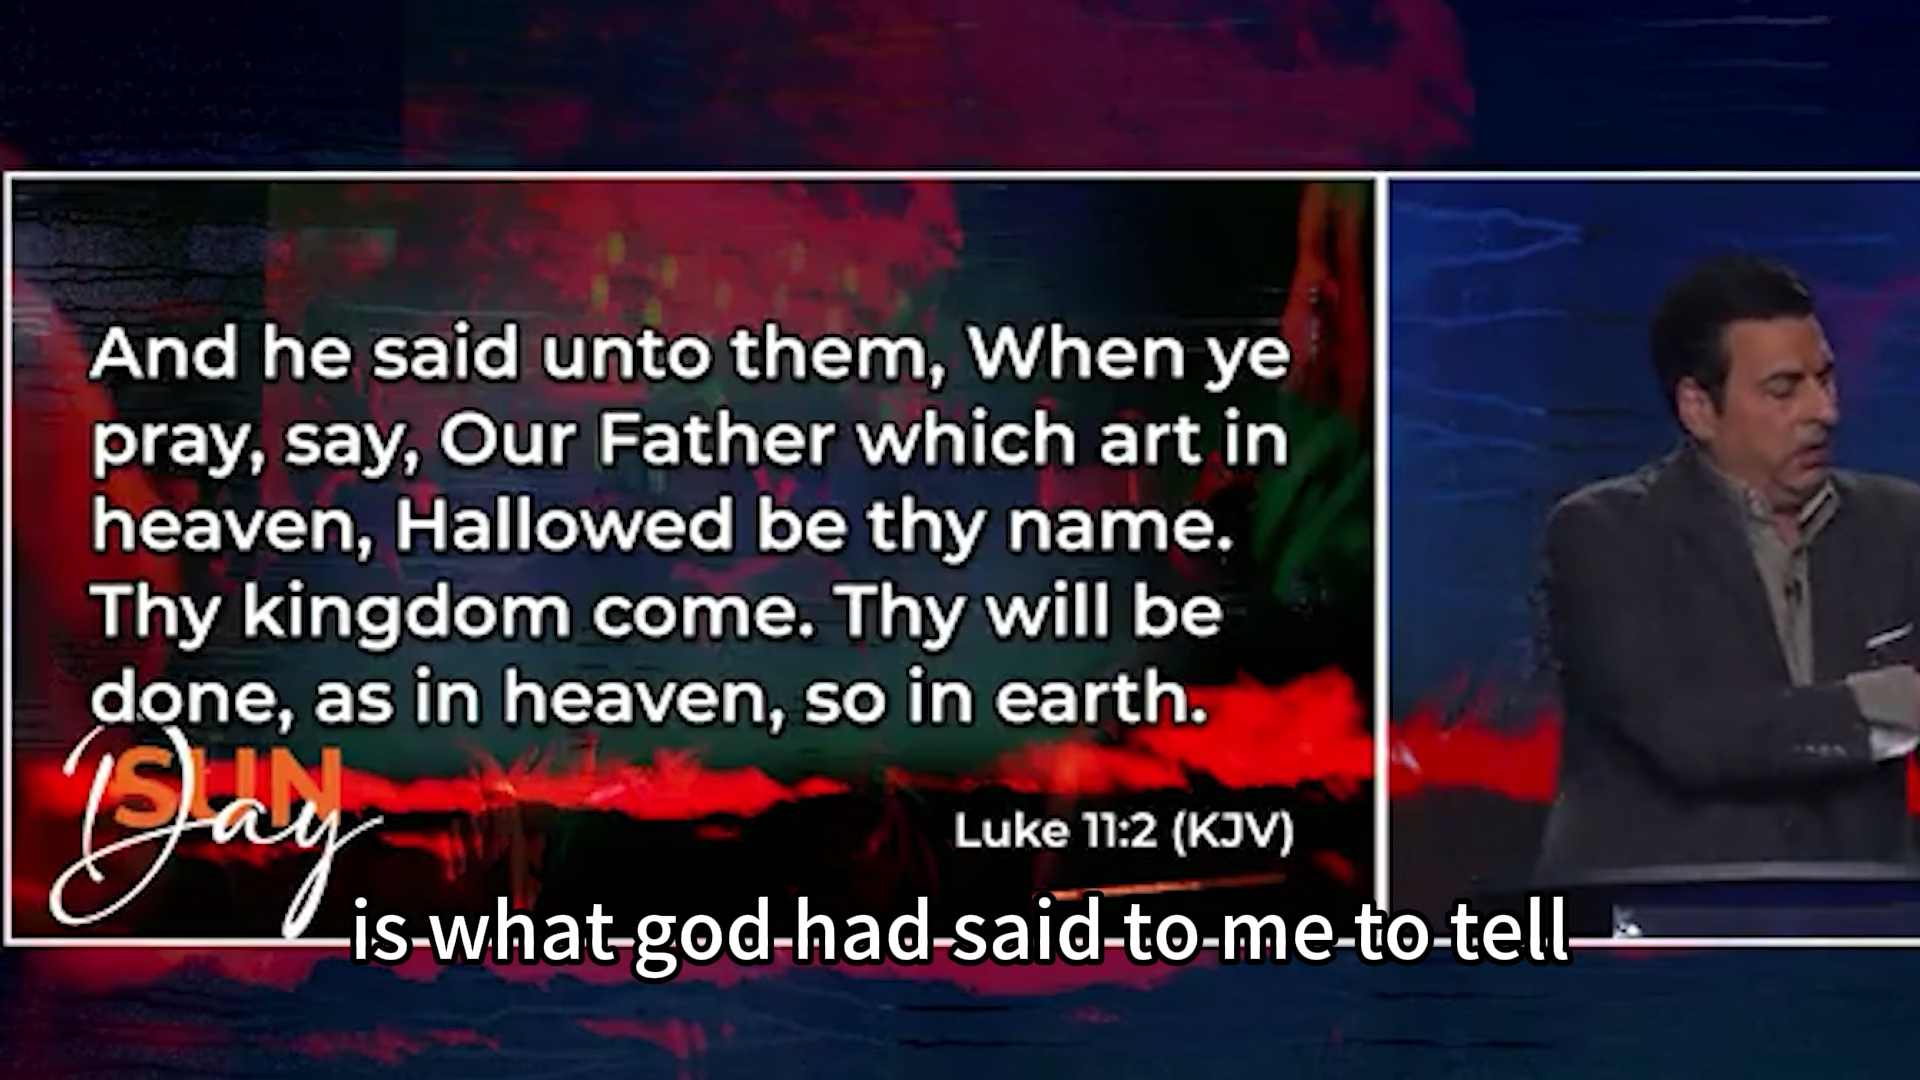 And he said unto them, When ye
pray, say, Our Father which art in
heaven, Hallowed be thy name.
Thy kingdom come. Thy will be
done, as in heaven, so in earth.
SUN
Day
Luke 11:2 (KJV)
is what god had said to me to tell